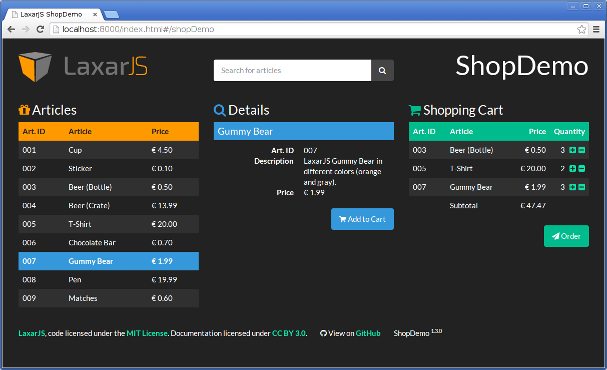 LaxarJS ShopDemo
localhost:8000/index.html#/shopDemo
LaxarJS
Search for articles
ShopDemo
Articles
Art. ID Article Price
001 Cup € 4.50
002 Sticker € 0.10
003 Beer (Bottle) € 0.50
004 Beer (Crate) € 13.99
005 T-Shirt € 20.00
006 Chocolate Bar € 0.70
007 Gummy Bear € 1.99
008 Pen € 19.99
009 Matches € 0.60
Details
Gummy Bear
Art. ID 007
Description LaxarJS Gummy Bear in
different colors (orange
and gray).
Price € 1.99
Add to Cart
Shopping Cart
Art. ID Article Price Quantity
003 Beer (Bottle) € 0.50 3
005 T-Shirt € 20.00 2
007 Gummy Bear € 1.99 3
Subtotal € 47.47
Order
LaxarJS, code licensed under the MIT License. Documentation licensed under CC BY 3.0. View on GitHub ShopDemo 1.3.0